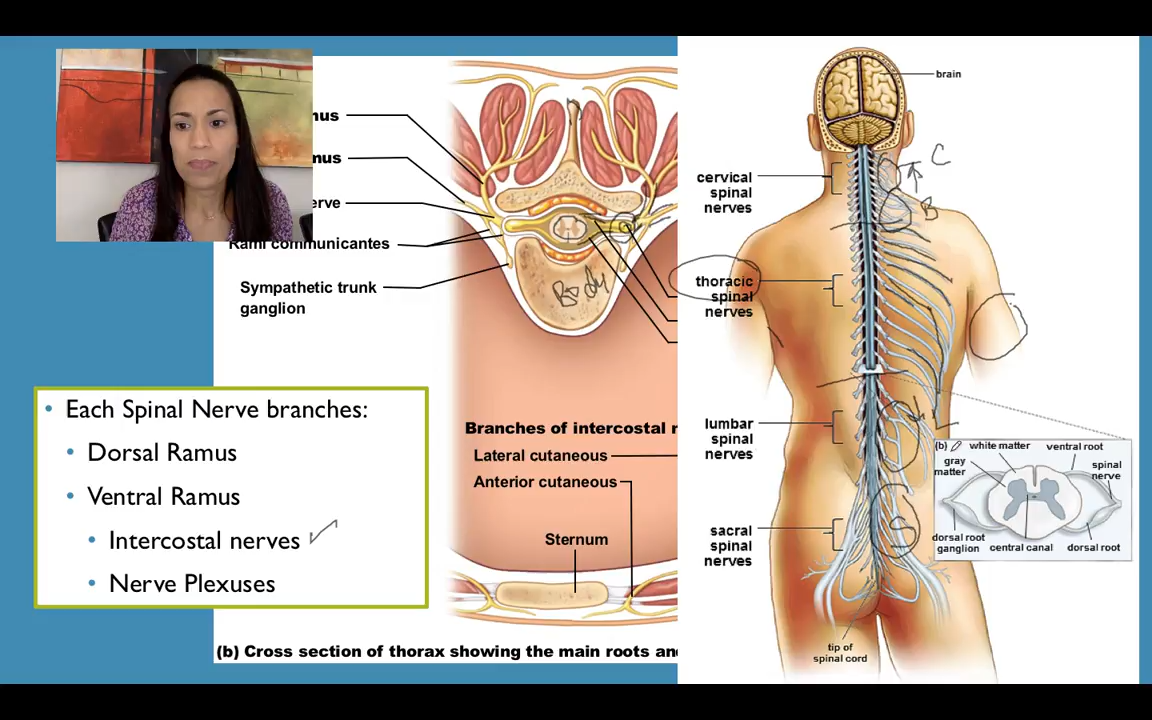 nus
mus
erve
Rami communicantes
Sympathetic trunk
ganglion
Body
Branches of intercostal
Lateral cutaneous
Anterior cutaneous
Sternum
(b) Cross section of thorax showing the main roots
• Each Spinal Nerve branches:
• Dorsal Ramus
• Ventral Ramus
• Intercostal nerves
• Nerve Plexuses
brain
C
B
cervical
spinal
nerves
thoracic
spinal
nerves
lumbar
spinal
nerves
L
S
sacral
spinal
nerves
tip of
spinal cord
(b)
white matter
ventral root
gray
matter
spinal
nerve
dorsal root
ganglion
central canal
dorsal root